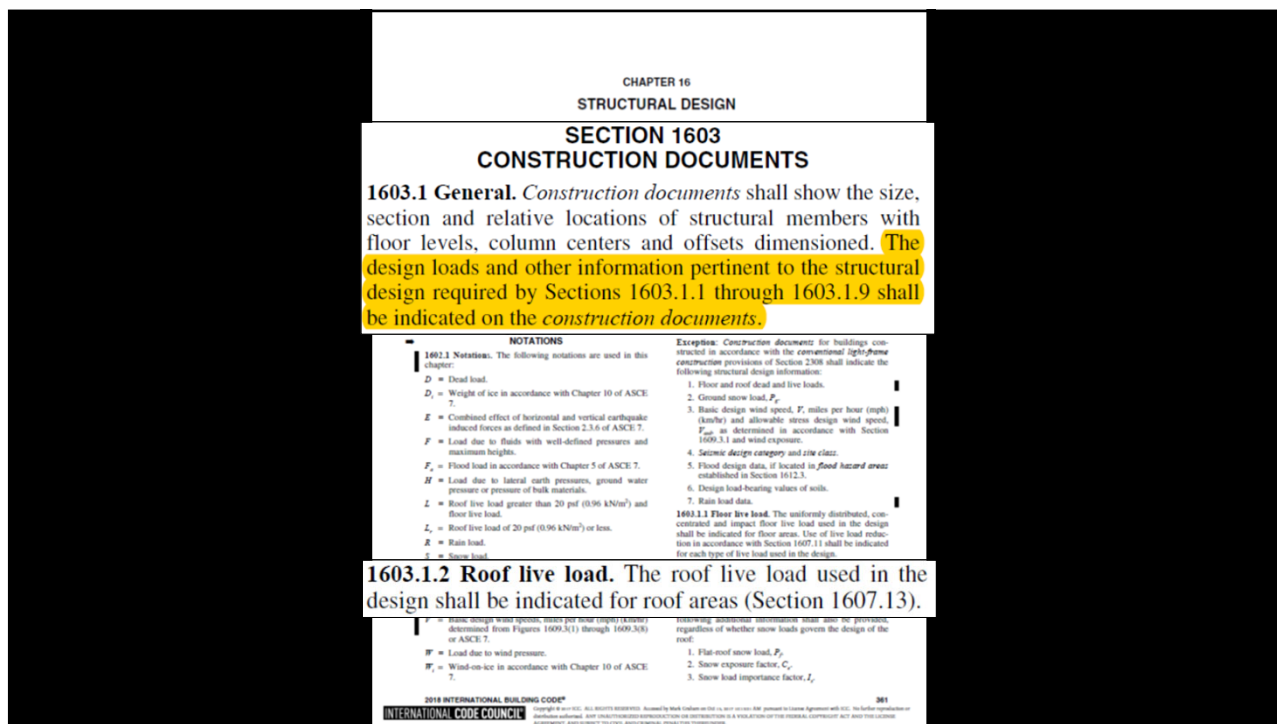 CHAPTER 16
STRUCTURAL DESIGN
SECTION 1603
CONSTRUCTION DOCUMENTS
1603.1 General. Construction documents shall show the size,
section and relative locations of structural members with
floor levels, column centers and offsets dimensioned. The
design loads and other information pertinent to the structural
design required by Sections 1603.1.1 through 1603.1.9 shall
be indicated on the construction documents.
NOTATIONS
1602.1 Notations. The following notations are used in this
chapter:
D = Dead load.
Di = Weight of ice in accordance with Chapter 10 of ASCE
7.
E = Combined effect of horizontal and vertical earthquake
induced forces as defined in Section 2.3.6 of ASCE 7.
F = Load due to fluids with well-defined pressures and
maximum heights.
Fa = Flood load in accordance with Chapter 5 of ASCE 7.
H = Load due to lateral earth pressures, ground water
pressure or pressure of bulk materials.
L = Roof live load greater than 20 psf (0.96 kN/m²) and
floor live load.
Lr = Roof live load of 20 psf (0.96 kN/m²) or less.
R = Rain load.
S = Snow load.
Exception: Construction documents for buildings con-
structed in accordance with the conventional light-frame
construction provisions of Section 2308 shall indicate the
following structural design information:
1. Floor and roof dead and live loads.
2. Ground snow load, Pg.
3. Basic design wind speed, V, miles per hour (mph)
(km/hr) and allowable stress design wind speed,
Vasd, as determined in accordance with Section
1609.3.1 and wind exposure.
4. Seismic design category and site class.
5. Flood design data, if located in flood hazard areas
established in Section 1612.3.
6. Design load-bearing values of soils.
7. Rain load data.
1603.1.1 Floor live load. The uniformly distributed, con-
centrated and impact floor live load used in the design
shall be indicated for floor areas. Use of live load reduc-
tion in accordance with Section 1607.11 shall be indicated
for each type of live load used in the design.
1603.1.2 Roof live load. The roof live load used in the
design shall be indicated for roof areas (Section 1607.13).
V = Basic design wind speeds, miles per hour (mph) (km/hr)
determined from Figures 1609.3(1) through 1609.3(8)
or ASCE 7.
W = Load due to wind pressure.
Wi = Wind-on-ice in accordance with Chapter 10 of ASCE
7.
following additional information shall also be provided,
regardless of whether snow loads govern the design of the
roof:
1. Flat-roof snow load, Pf.
2. Snow exposure factor, Ce.
3. Snow load importance factor, Is.
2018 INTERNATIONAL BUILDING CODE®
361
INTERNATIONAL CODE COUNCIL®